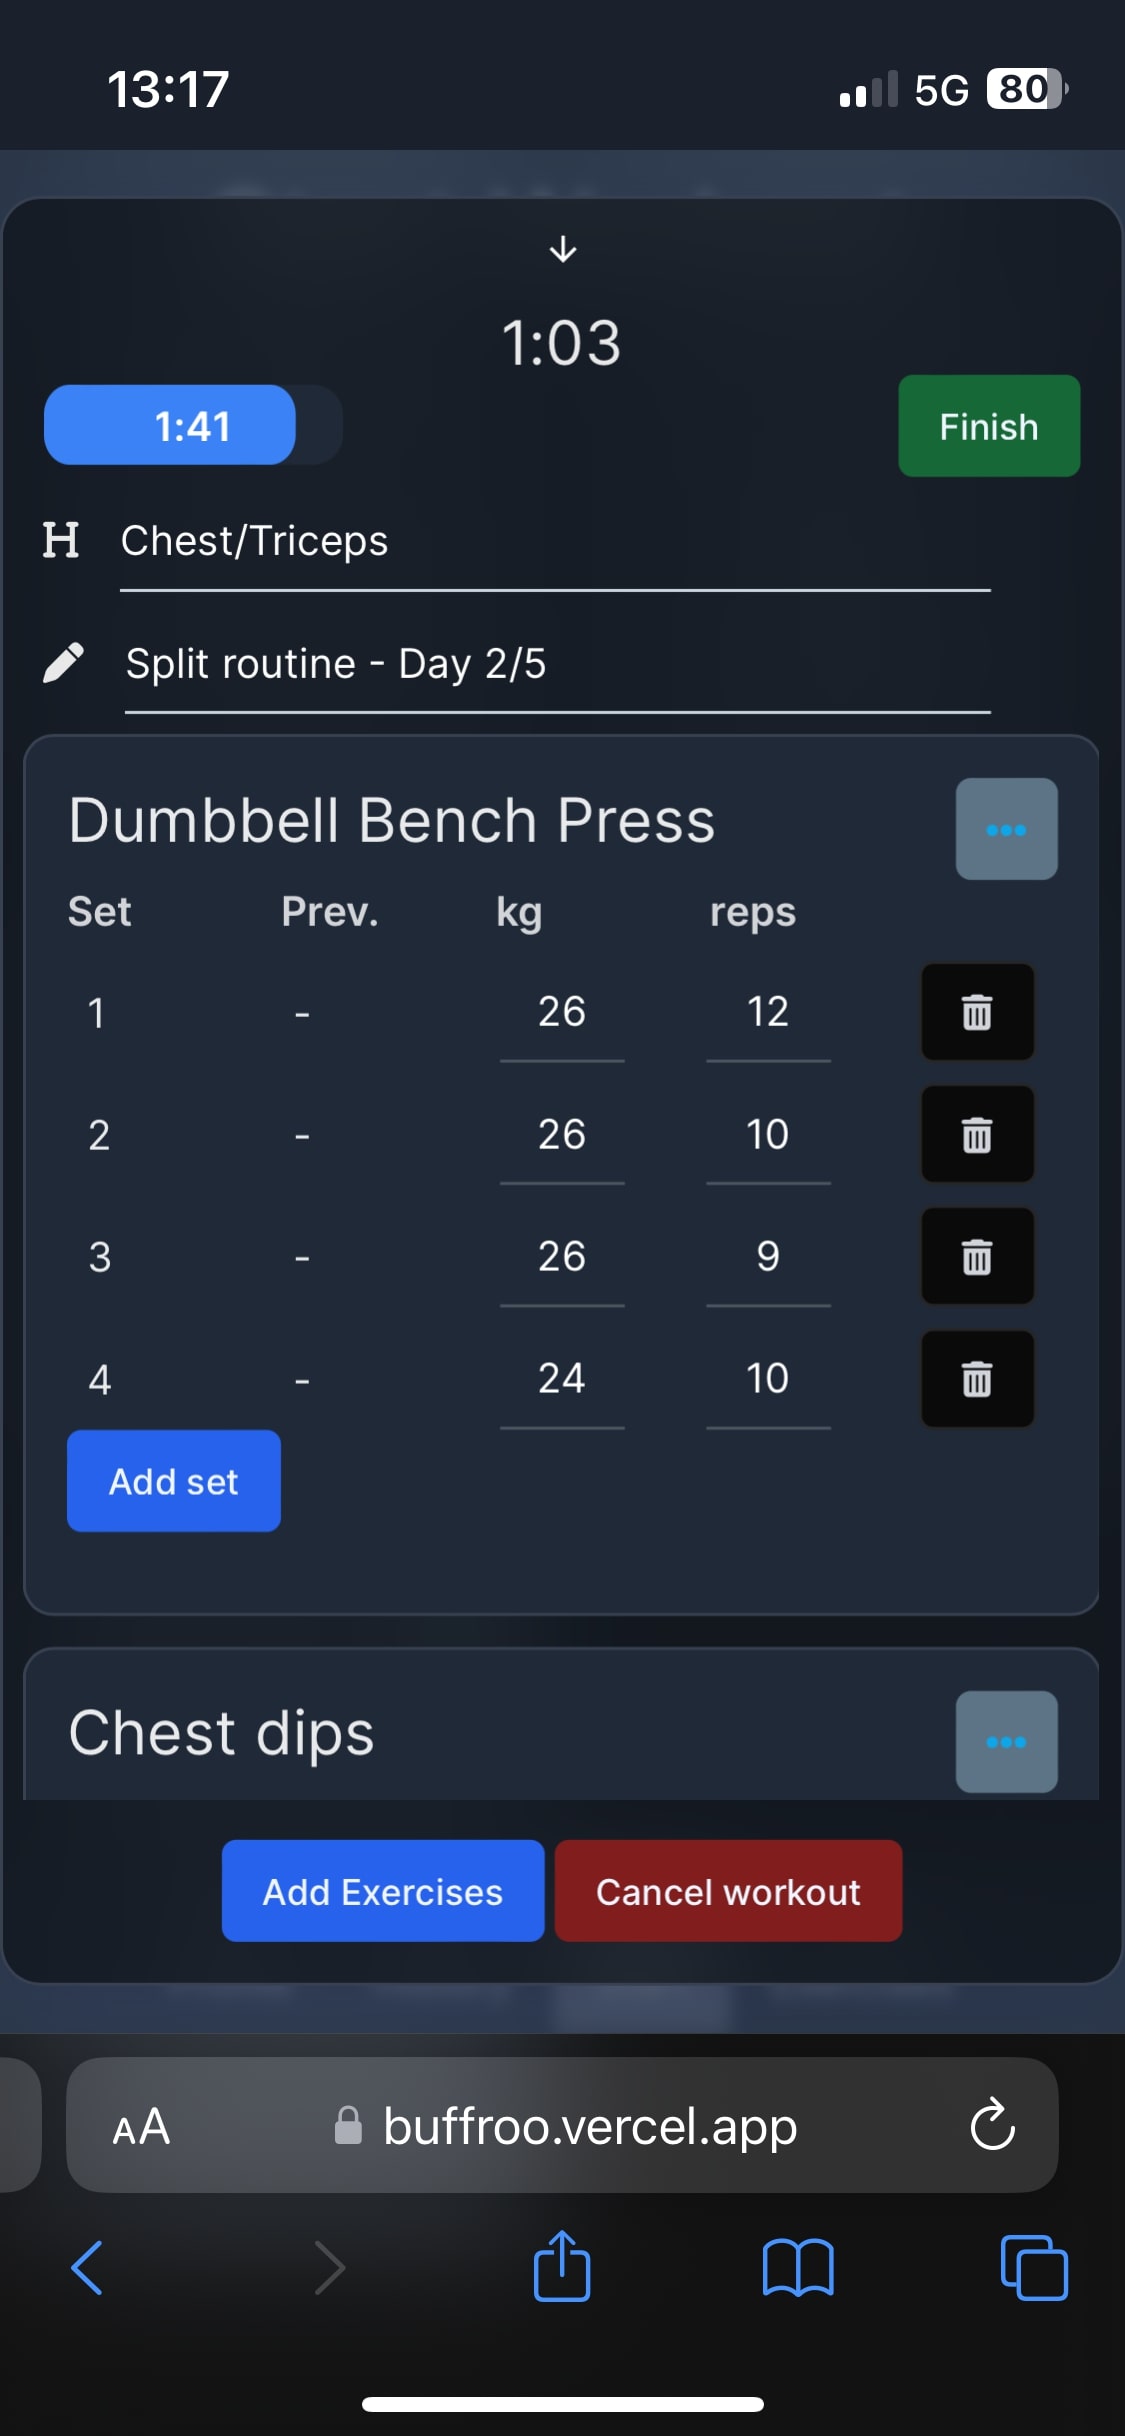 13:17
5G 80
1:03
1:41
Finish
H Chest/Triceps
Split routine - Day 2/5
Dumbbell Bench Press
Set Prev. kg reps
1 - 26 12
2 - 26 10
3 - 26 9
4 - 24 10
Add set
Chest dips
Add Exercises
Cancel workout
AA buffroo.vercel.app